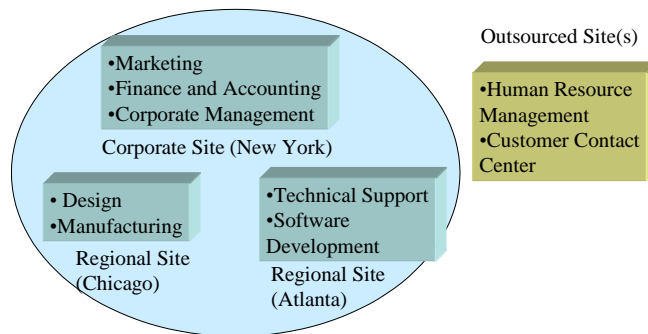 •Marketing
•Finance and Accounting
•Corporate Management
Corporate Site (New York)
• Design
•Manufacturing
Regional Site
(Chicago)
•Technical Support
•Software
Development
Regional Site
(Atlanta)
Outsourced Site(s)
•Human Resource
Management
•Customer Contact
Center